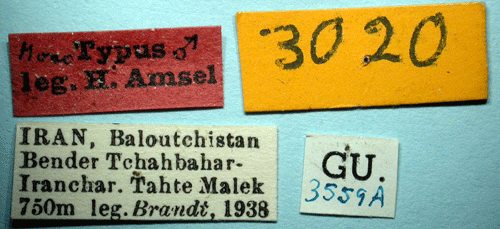 Holo Typus ♂
leg. H. Amsel
3020
IRAN, Baloutchistan
Bender Tchahbahar-
Iranchar. Tahte Malek
750m leg. Brandt, 1938
GU.
3559A